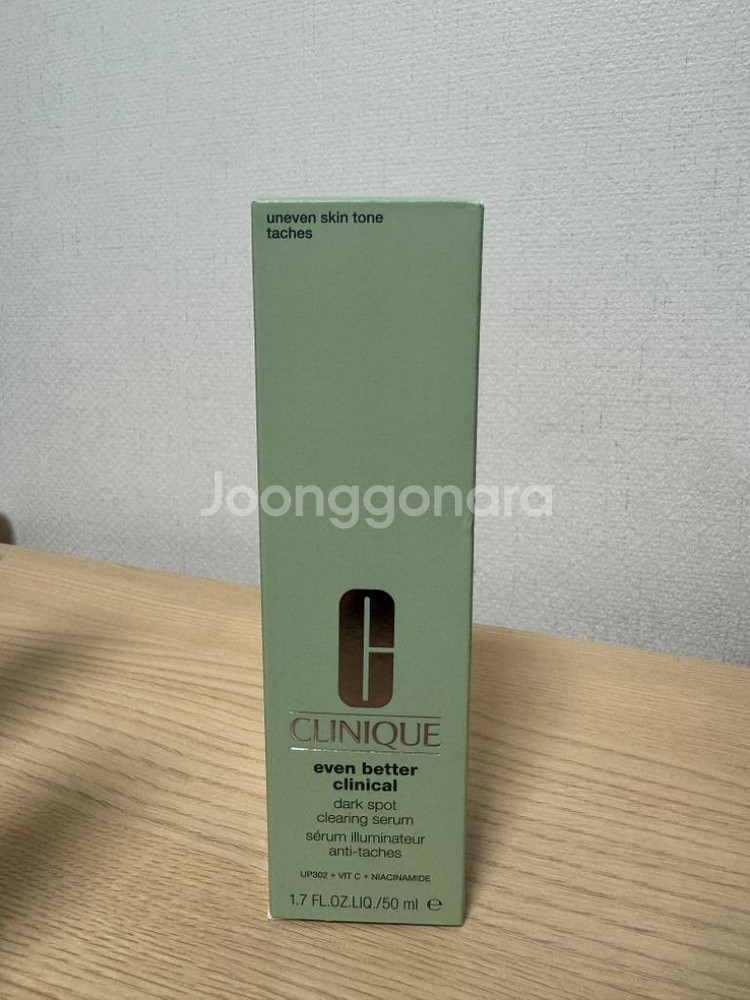 uneven skin tone
taches
Joonggonara
CLINIQUE
even better
clinical
dark spot
clearing serum
sérum illuminateur
anti-taches
UP302 + VIT C + NIACINAMIDE
1.7 FL.OZ.LIQ./50 ml ℮